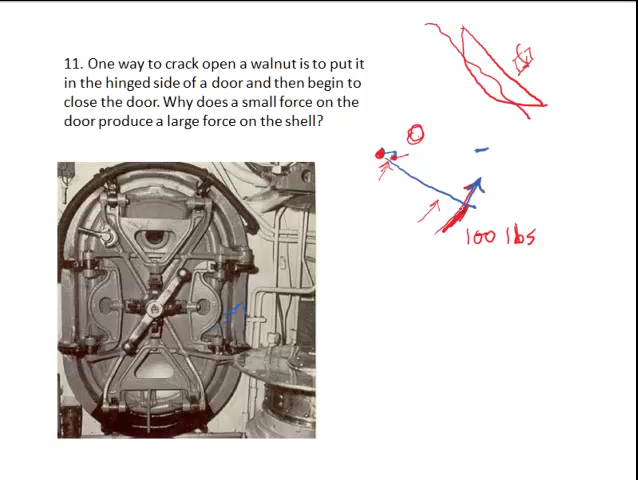 11. One way to crack open a walnut is to put it
in the hinged side of a door and then begin to
close the door. Why does a small force on the
door produce a large force on the shell?
100 lbs